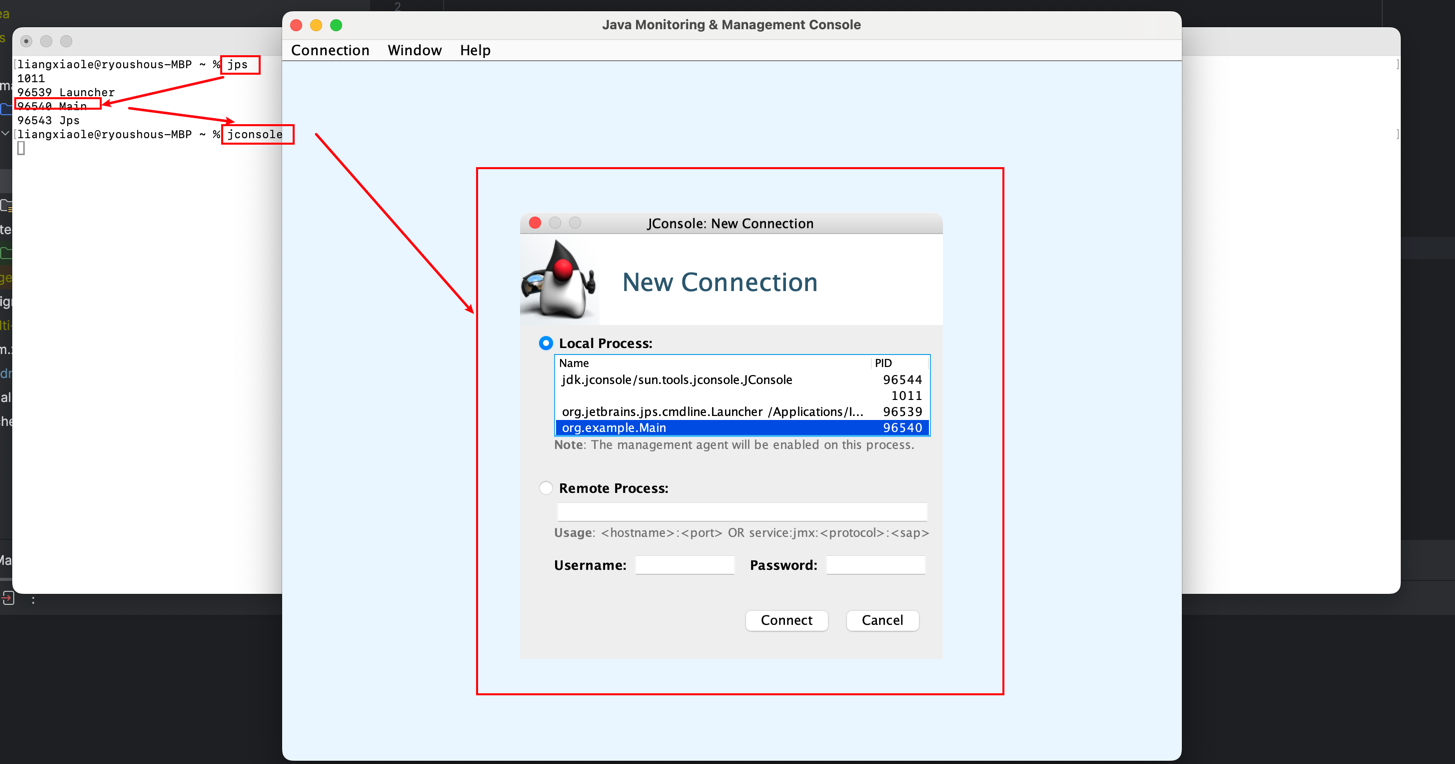 2
Java Monitoring & Management Console
Connection Window Help
[liangxiaole@ryoushous-MBP ~ % jps ]
1011
96539 Launcher
96540 Main
96543 Jps
[liangxiaole@ryoushous-MBP ~ % jconsole ]
JConsole: New Connection
New Connection
Local Process:
Name PID
jdk.jconsole/sun.tools.jconsole.JConsole 96544
1011
org.jetbrains.jps.cmdline.Launcher /Applications/I... 96539
org.example.Main 96540
Note: The management agent will be enabled on this process.
Remote Process:
Usage: <hostname>:<port> OR service:jmx:<protocol>:<sap>
Username: Password:
Connect Cancel